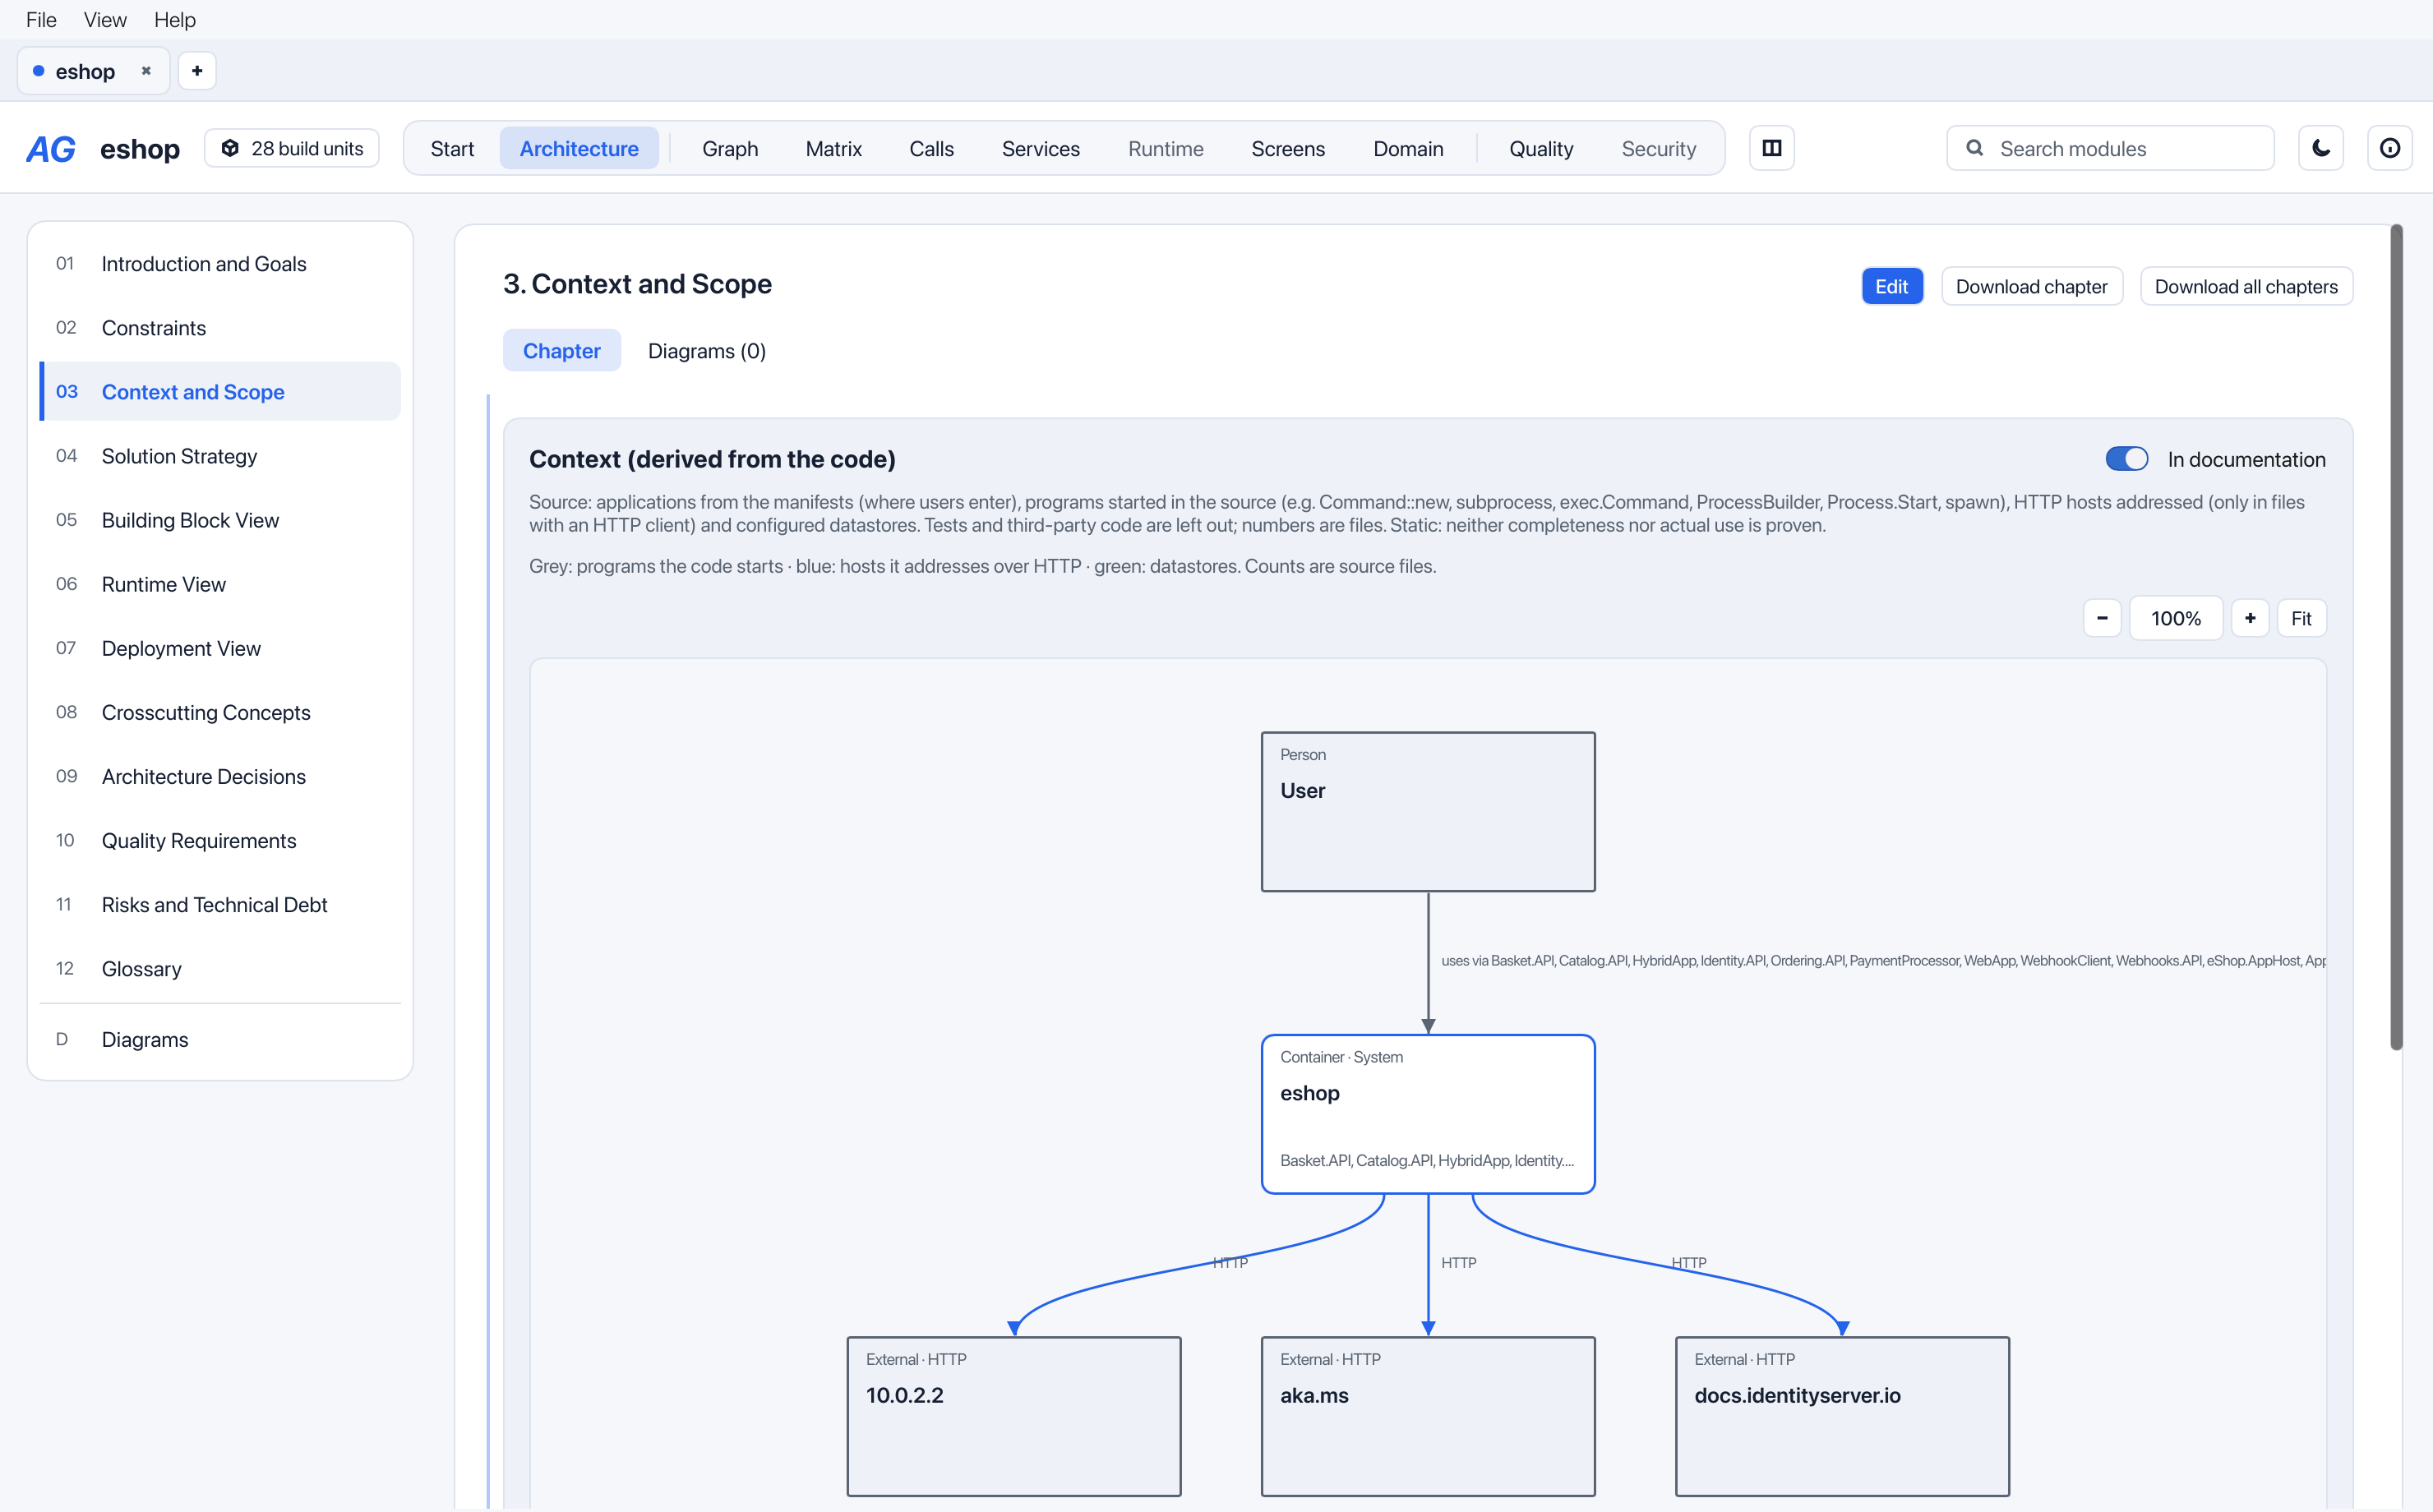 File View Help
eshop
AG eshop 28 build units Start Architecture Graph Matrix Calls Services Runtime Screens Domain Quality Security Search modules
01 Introduction and Goals
02 Constraints
03 Context and Scope
04 Solution Strategy
05 Building Block View
06 Runtime View
07 Deployment View
08 Crosscutting Concepts
09 Architecture Decisions
10 Quality Requirements
11 Risks and Technical Debt
12 Glossary
D Diagrams
3. Context and Scope
Edit Download chapter Download all chapters
Chapter Diagrams (0)
Context (derived from the code)
In documentation
Source: applications from the manifests (where users enter), programs started in the source (e.g. Command::new, subprocess, exec.Command, ProcessBuilder, Process.Start, spawn), HTTP hosts addressed (only in files
with an HTTP client) and configured datastores. Tests and third-party code are left out; numbers are files. Static: neither completeness nor actual use is proven.
Grey: programs the code starts · blue: hosts it addresses over HTTP · green: datastores. Counts are source files.
− 100% + Fit
Person
User
uses via Basket.API, Catalog.API, HybridApp, Identity.API, Ordering.API, PaymentProcessor, WebApp, WebhookClient, Webhooks.API, eShop.AppHost, App
Container · System
eshop
Basket.API, Catalog.API, HybridApp, Identity....
HTTP HTTP HTTP
External · HTTP
10.0.2.2
External · HTTP
aka.ms
External · HTTP
docs.identityserver.io